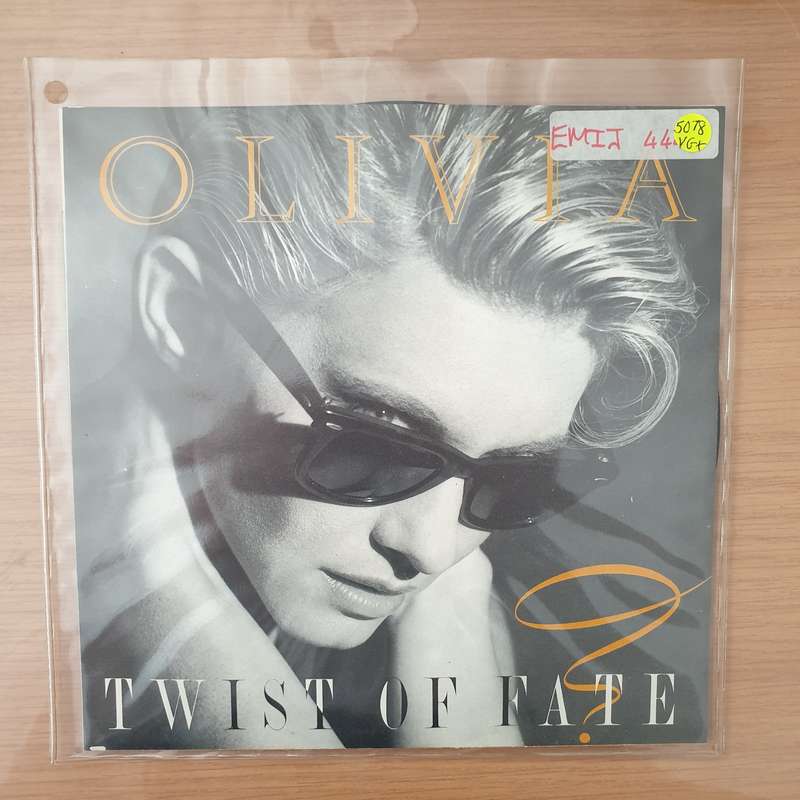 OLIVIA
EMIJ 44
5078
VG+
TWIST OF FATE
?